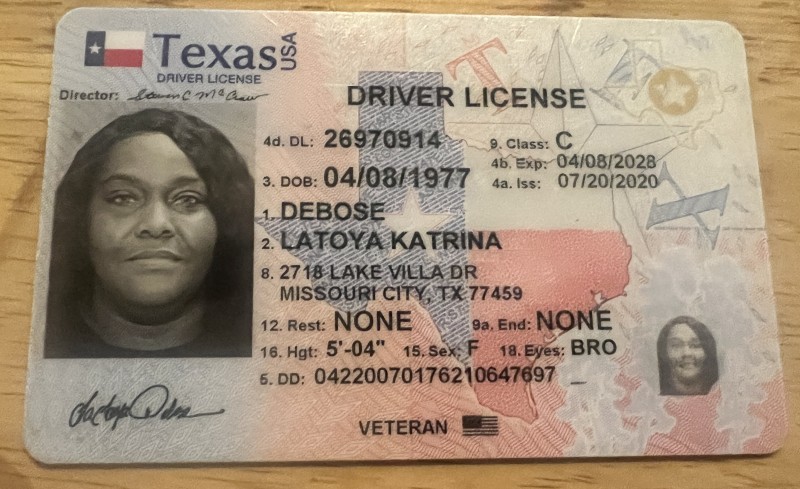 Texas USA
DRIVER LICENSE
Director:
DRIVER LICENSE
4d. DL: 26970914 9. Class: C
4b. Exp: 04/08/2028
3. DOB: 04/08/1977 4a. Iss: 07/20/2020
1. DEBOSE
2. LATOYA KATRINA
8. 2718 LAKE VILLA DR
MISSOURI CITY, TX 77459
12. Rest: NONE 9a. End: NONE
16. Hgt: 5'-04" 15. Sex: F 18. Eyes: BRO
5. DD: 04220070176210647697
VETERAN